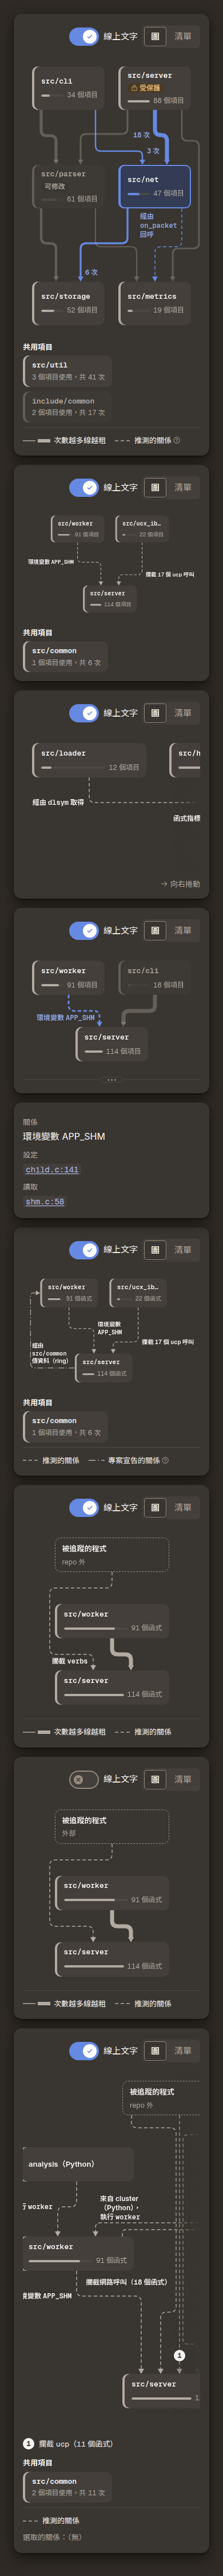 線上文字 圖 清單
src/cli
34 個項目
src/server
受保護
88 個項目
18 次
3 次
src/parser
可修改
61 個項目
src/net
47 個項目
經由
on_packet
回呼
6 次
src/storage
52 個項目
src/metrics
19 個項目
共用項目
src/util
3 個項目使用，共 41 次
include/common
2 個項目使用，共 17 次
次數越多線越粗 推測的關係 ?
線上文字 圖 清單
src/worker
91 個項目
src/ucx_ib…
22 個項目
環境變數 APP_SHM
攔截 17 個 ucp 呼叫
src/server
114 個項目
共用項目
src/common
1 個項目使用，共 6 次
線上文字 圖 清單
src/loader
12 個項目
src/h
經由 dlsym 取得
函式指標
→ 向右捲動
線上文字 圖 清單
src/worker
91 個項目
src/cli
18 個項目
環境變數 APP_SHM
src/server
114 個項目
關係
環境變數 APP_SHM
設定
child.c:141
讀取
shm.c:58
線上文字 圖 清單
src/worker
91 個函式
src/ucx_ib…
22 個函式
環境變數
APP_SHM
攔截 17 個 ucp 呼叫
經由
src/common
傳資料（ring）
src/server
114 個函式
共用項目
src/common
1 個項目使用，共 6 次
推測的關係 專案宣告的關係 ?
線上文字 圖 清單
被追蹤的程式
repo 外
src/worker
91 個函式
攔截 verbs
src/server
114 個函式
次數越多線越粗 推測的關係
線上文字 圖 清單
被追蹤的程式
外部
src/worker
91 個函式
src/server
114 個函式
次數越多線越粗 推測的關係
線上文字 圖 清單
被追蹤的程式
repo 外
analysis（Python）
行 worker
來自 cluster
（Python），
執行 worker
src/worker
91 個函式
攔截網路呼叫（18 個函式）
境變數 APP_SHM
1
src/server
1
1 攔截 ucp（11 個函式）
共用項目
src/common
2 個項目使用，共 11 次
推測的關係
選取的關係：（無）